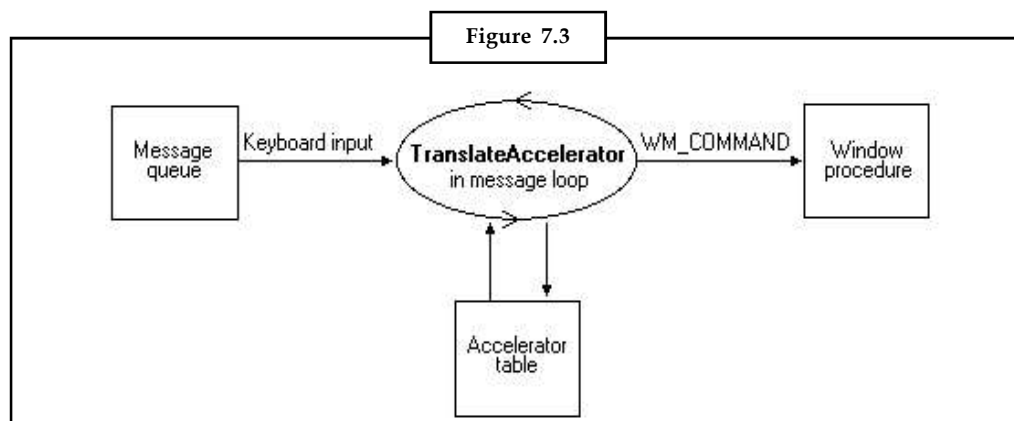 Figure 7.3
Message
queue
Keyboard input
TranslateAccelerator
in message loop
WM_COMMAND
Window
procedure
Accelerator
table